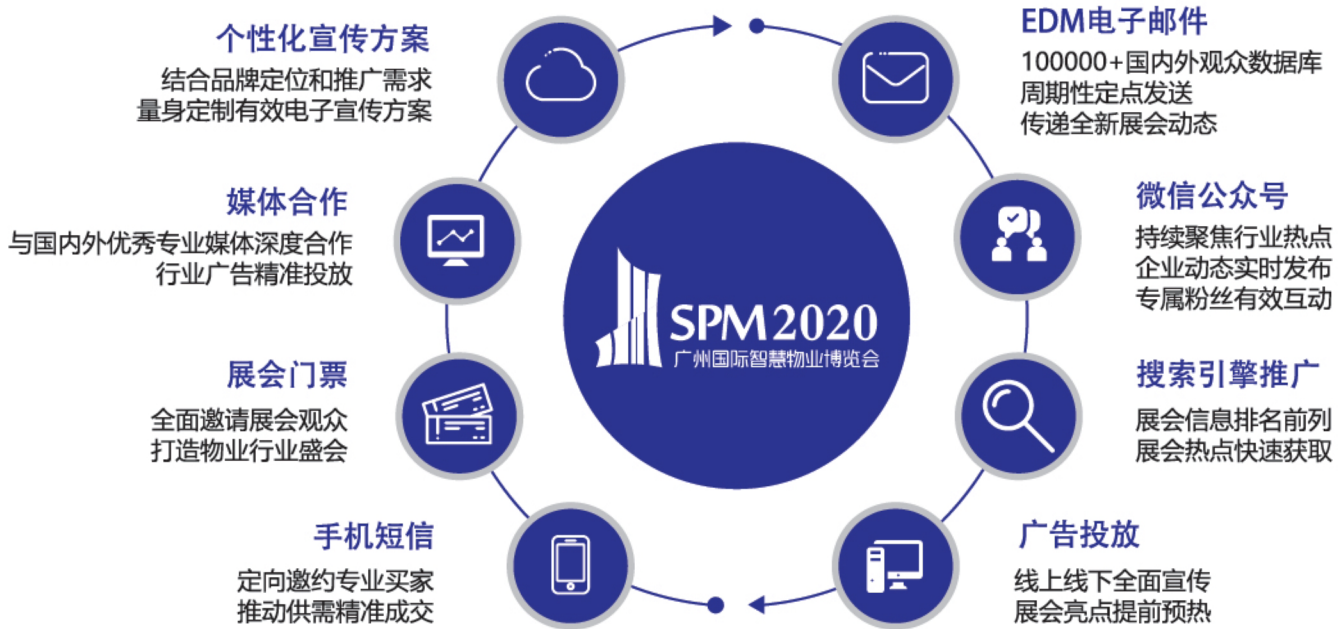 个性化宣传方案
结合品牌定位和推广需求
量身定制有效电子宣传方案
EDM电子邮件
100000+国内外观众数据库
周期性定点发送
传递全新展会动态
媒体合作
与国内外优秀专业媒体深度合作
行业广告精准投放
微信公众号
持续聚焦行业热点
企业动态实时发布
专属粉丝有效互动
SPM2020
广州国际智慧物业博览会
展会门票
全面邀请展会观众
打造物业行业盛会
搜索引擎推广
展会信息排名前列
展会热点快速获取
手机短信
定向邀约专业买家
推动供需精准成交
广告投放
线上线下全面宣传
展会亮点提前预热